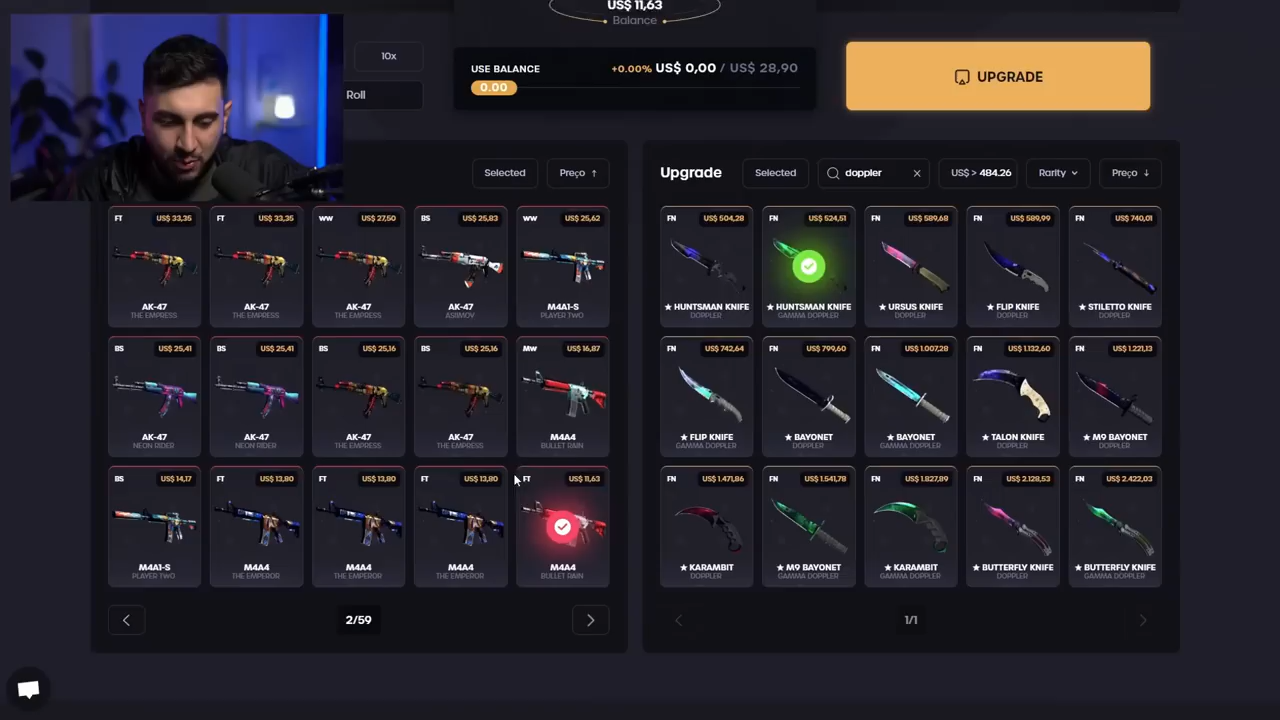 US$ 11,63
Balance
10x
Roll
USE BALANCE
+0.00% US$ 0,00 / US$ 28,90
0.00
UPGRADE
Selected
Preço ↑
Upgrade
Selected
doppler
US$ > 484.26
Rarity
Preço ↓
FT US$ 33,35
FT US$ 33,35
WW US$ 27,50
BS US$ 25,83
WW US$ 25,62
AK-47
THE EMPRESS
AK-47
THE EMPRESS
AK-47
THE EMPRESS
AK-47
ASIIMOV
M4A1-S
PLAYER TWO
BS US$ 25,41
BS US$ 25,41
BS US$ 25,16
BS US$ 25,16
MW US$ 16,87
AK-47
NEON RIDER
AK-47
NEON RIDER
AK-47
THE EMPRESS
AK-47
THE EMPRESS
M4A4
BULLET RAIN
BS US$ 14,17
FT US$ 13,80
FT US$ 13,80
FT US$ 13,80
FT US$ 11,63
M4A1-S
PLAYER TWO
M4A4
THE EMPEROR
M4A4
THE EMPEROR
M4A4
THE EMPEROR
M4A4
BULLET RAIN
2/59
FN US$ 504,28
FN US$ 524,51
FN US$ 589,68
FN US$ 589,99
FN US$ 740,01
★ HUNTSMAN KNIFE
DOPPLER
★ HUNTSMAN KNIFE
GAMMA DOPPLER
★ URSUS KNIFE
DOPPLER
★ FLIP KNIFE
DOPPLER
★ STILETTO KNIFE
DOPPLER
FN US$ 742,64
FN US$ 799,60
FN US$ 1.007,28
FN US$ 1.132,60
FN US$ 1.221,13
★ FLIP KNIFE
GAMMA DOPPLER
★ BAYONET
DOPPLER
★ BAYONET
GAMMA DOPPLER
★ TALON KNIFE
DOPPLER
★ M9 BAYONET
DOPPLER
FN US$ 1.471,86
FN US$ 1.541,78
FN US$ 1.827,89
FN US$ 2.128,53
FN US$ 2.422,03
★ KARAMBIT
DOPPLER
★ M9 BAYONET
GAMMA DOPPLER
★ KARAMBIT
GAMMA DOPPLER
★ BUTTERFLY KNIFE
DOPPLER
★ BUTTERFLY KNIFE
GAMMA DOPPLER
1/1